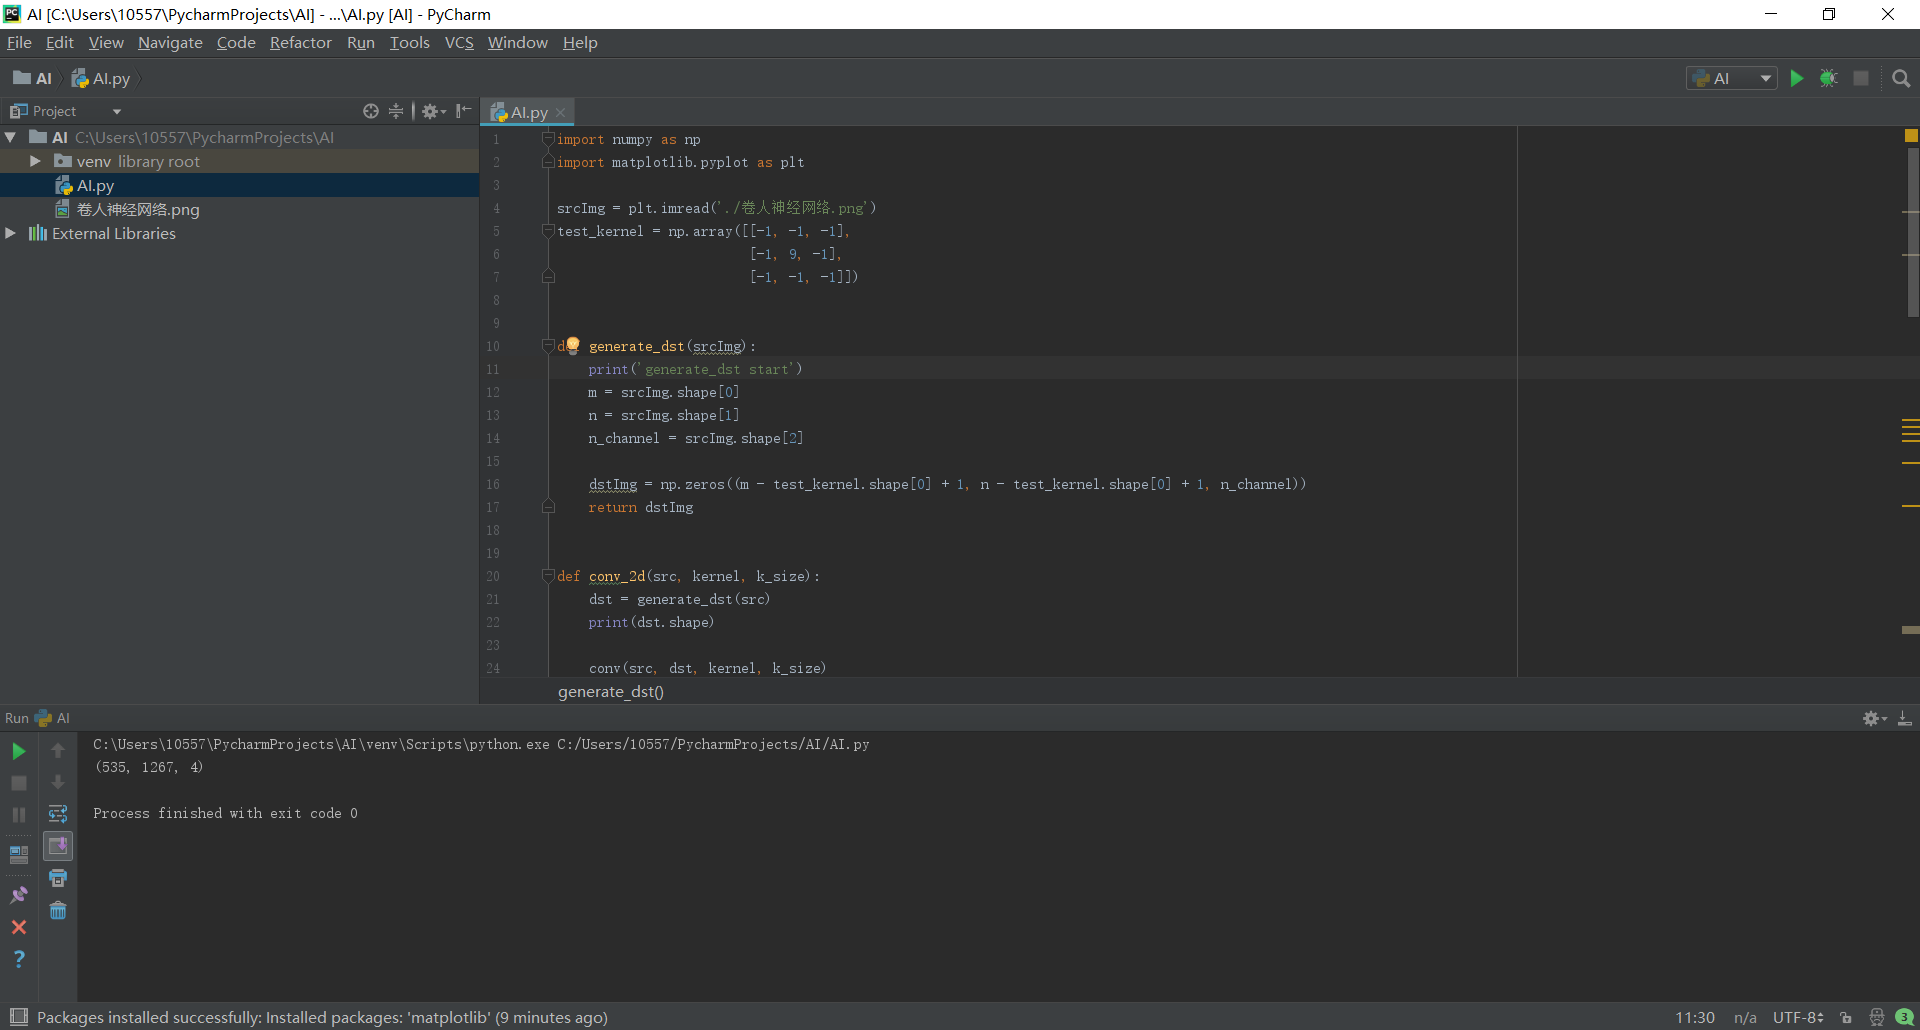 AI [C:\Users\10557\PycharmProjects\AI] - ...\AI.py [AI] - PyCharm
File Edit View Navigate Code Refactor Run Tools VCS Window Help
AI AI.py AI
Project
AI C:\Users\10557\PycharmProjects\AI
venv library root
AI.py
卷人神经网络.png
External Libraries
AI.py
1 import numpy as np
2 import matplotlib.pyplot as plt
3
4 srcImg = plt.imread('./卷人神经网络.png')
5 test_kernel = np.array([[-1, -1, -1],
6 [-1, 9, -1],
7 [-1, -1, -1]])
8
9
10 def generate_dst(srcImg):
11 print('generate_dst start')
12 m = srcImg.shape[0]
13 n = srcImg.shape[1]
14 n_channel = srcImg.shape[2]
15
16 dstImg = np.zeros((m - test_kernel.shape[0] + 1, n - test_kernel.shape[0] + 1, n_channel))
17 return dstImg
18
19
20 def conv_2d(src, kernel, k_size):
21 dst = generate_dst(src)
22 print(dst.shape)
23
24 conv(src, dst, kernel, k_size)
generate_dst()
Run AI
C:\Users\10557\PycharmProjects\AI\venv\Scripts\python.exe C:/Users/10557/PycharmProjects/AI/AI.py
(535, 1267, 4)
Process finished with exit code 0
Packages installed successfully: Installed packages: 'matplotlib' (9 minutes ago) 11:30 n/a UTF-8 3